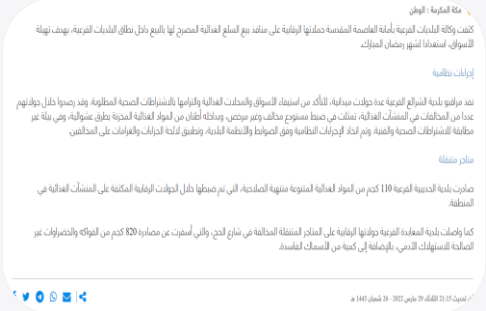 مكة المكرمة : الوطن
كثفت وكالة البلديات الفرعية بأمانة العاصمة المقدسة حملاتها الرقابية على منافذ بيع السلع الغذائية المصرح لها بالبيع داخل نطاق البلديات الفرعية، بهدف تهيئة
الأسواق، استعدادا لشهر رمضان المبارك.
إجراءات نظامية
نفذ مراقبو بلدية الشرائع الفرعية عدة جولات ميدانية، للتأكد من استيفاء الأسواق والمحلات الغذائية والتزامها بالاشتراطات الصحية المطلوبة. وقد رصدوا خلال جولاتهم
عددا من المخالفات في المنشآت الغذائية، تمثلت في ضبط مستودع مخالف وغير مرخص، وبداخله أطنان من المواد الغذائية المخزنة بطرق عشوائية، وفي بيئة غير
مطابقة للاشتراطات الصحية والفنية. وتم اتخاذ الإجراءات النظامية وفق الضوابط والأنظمة البلدية، وتطبيق لائحة الجزاءات والغرامات على المخالفين.
متاجر متنقلة
صادرت بلدية الحديبية الفرعية 110 كجم من المواد الغذائية المتنوعة منتهية الصلاحية، التي تم ضبطها خلال الجولات الرقابية المكثفة على المنشآت الغذائية في
المنطقة.
كما واصلت بلدية المعابدة الفرعية جولاتها الرقابية على المتاجر المتنقلة المخالفة في شارع الحج، والتي أسفرت عن مصادرة 820 كجم من الفواكه والخضراوات غير
الصالحة للاستهلاك الآدمي، بالإضافة إلى كمية من الأسماك الفاسدة.
تحديث 21:15 الثلاثاء 29 مارس 2022 - 26 شعبان 1443 هـ